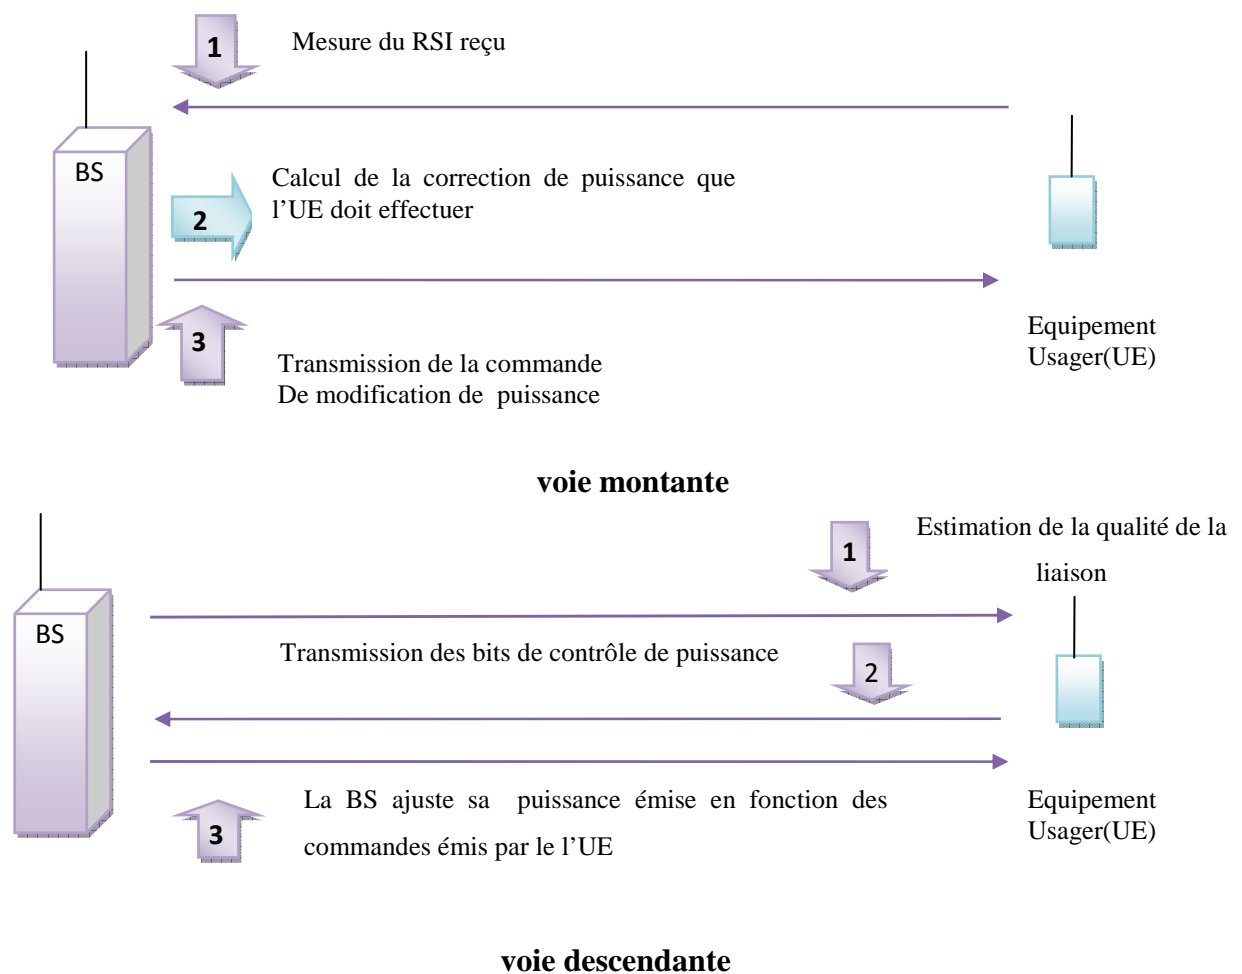 1
Mesure du RSI reçu
BS
Calcul de la correction de puissance que
l’UE doit effectuer
2
3
Transmission de la commande
De modification de puissance
Equipement
Usager(UE)
voie montante
1
Estimation de la qualité de la
liaison
BS
Transmission des bits de contrôle de puissance
2
3
La BS ajuste sa puissance émise en fonction des
commandes émis par le l’UE
Equipement
Usager(UE)
voie descendante